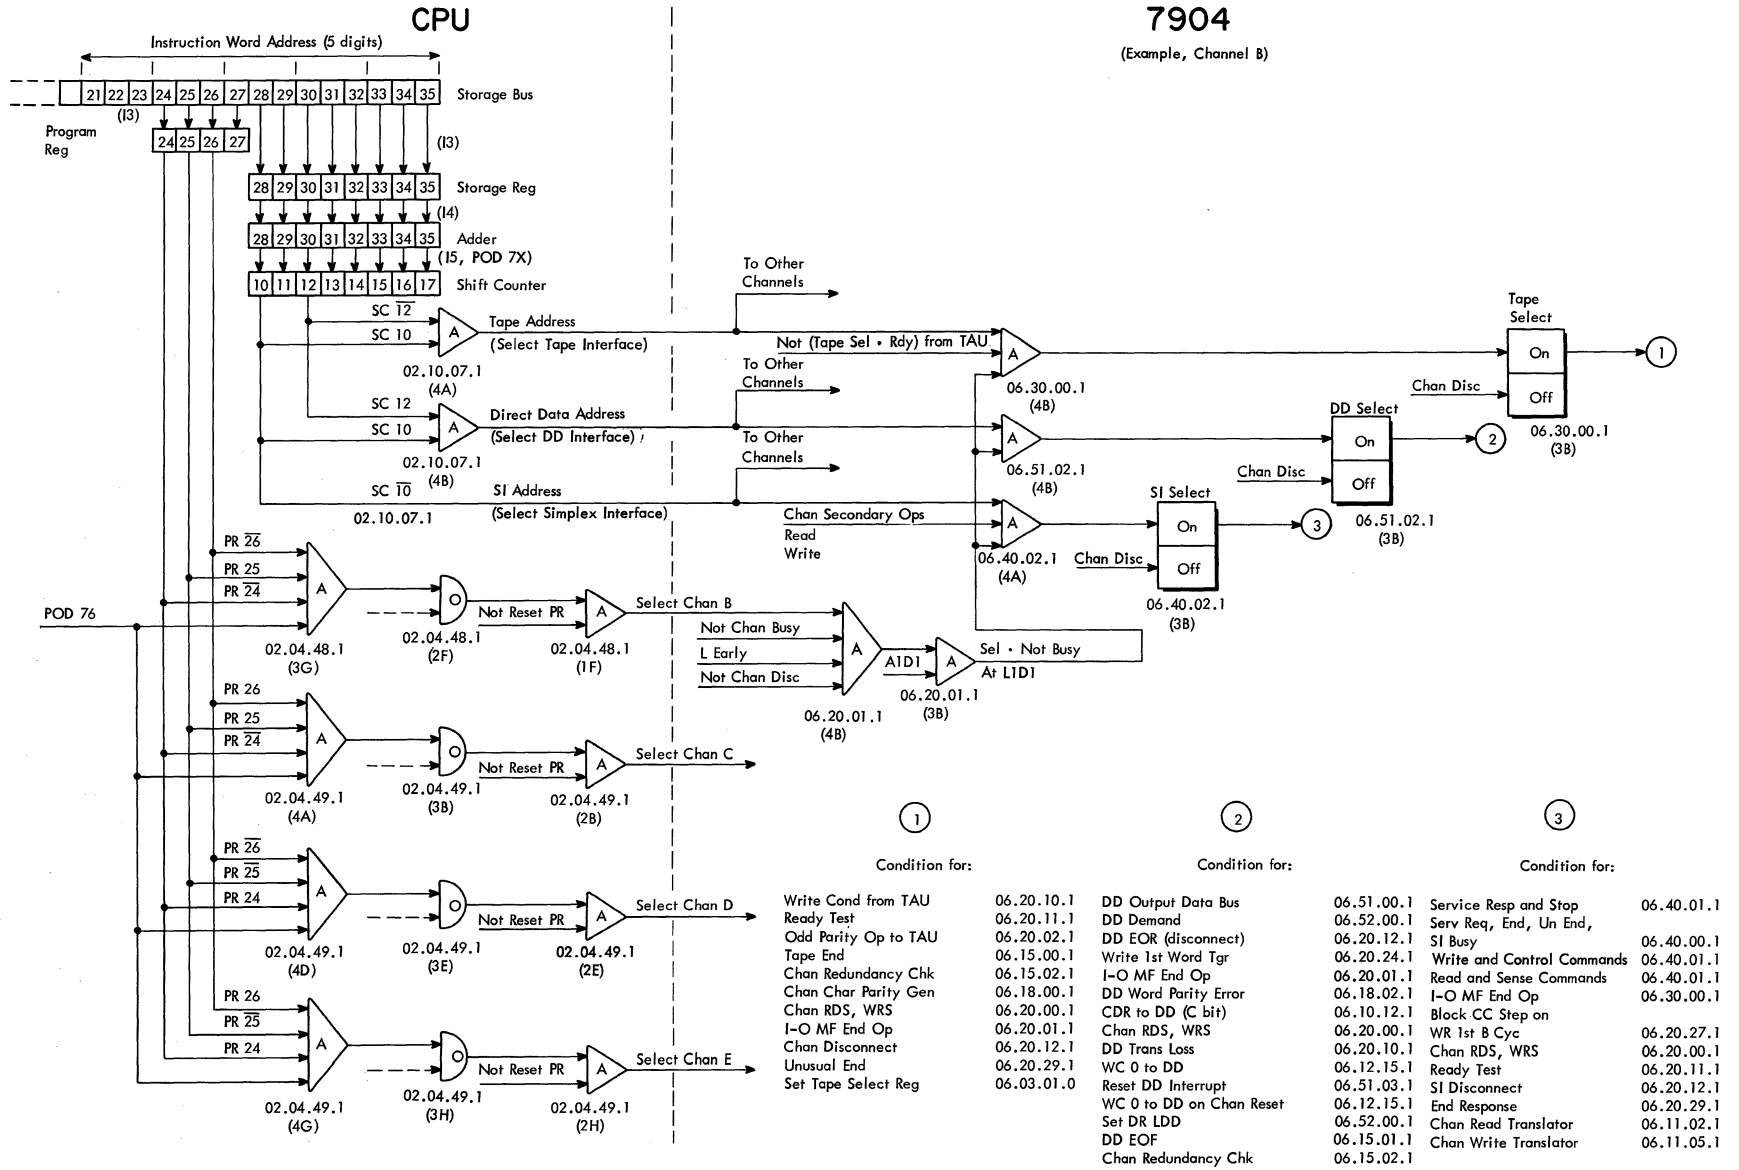 CPU
7904
(Example, Channel B)
Instruction Word Address (5 digits)
21 22 23 24 25 26 27 28 29 30 31 32 33 34 35 Storage Bus
(I3)
Program
Reg
24 25 26 27
(I3)
28 29 30 31 32 33 34 35 Storage Reg
(I4)
28 29 30 31 32 33 34 35 Adder
(I5, POD 7X)
10 11 12 13 14 15 16 17 Shift Counter
To Other
Channels
SC 1̅2̅
SC 10
A
Tape Address
(Select Tape Interface)
02.10.07.1
(4A)
Not (Tape Sel • Rdy) from TAU
A
06.30.00.1
(4B)
Tape
Select
On
Off
Chan Disc
06.30.00.1
(3B)
1
To Other
Channels
SC 12
SC 10
A
Direct Data Address
(Select DD Interface)
02.10.07.1
(4B)
A
06.51.02.1
(4B)
DD Select
On
Off
Chan Disc
06.51.02.1
(3B)
2
To Other
Channels
SC 1̅0̅
02.10.07.1
SI Address
(Select Simplex Interface)
Chan Secondary Ops
Read
Write
A
06.40.02.1
(4A)
SI Select
On
Off
Chan Disc
06.40.02.1
(3B)
3
POD 76
PR 2̅6̅
PR 25
PR 2̅4̅
A
02.04.48.1
(3G)
O
02.04.48.1
(2F)
Not Reset PR
A
02.04.48.1
(1F)
Select Chan B
Not Chan Busy
L Early
Not Chan Disc
A
06.20.01.1
(4B)
A1D1
A
06.20.01.1
(3B)
Sel • Not Busy
At L1D1
PR 26
PR 25
PR 2̅4̅
A
02.04.49.1
(4A)
O
02.04.49.1
(3B)
Not Reset PR
A
02.04.49.1
(2B)
Select Chan C
PR 2̅6̅
PR 2̅5̅
PR 24
A
02.04.49.1
(4D)
O
02.04.49.1
(3E)
Not Reset PR
A
02.04.49.1
(2E)
Select Chan D
PR 26
PR 2̅5̅
PR 24
A
02.04.49.1
(4G)
O
02.04.49.1
(3H)
Not Reset PR
A
02.04.49.1
(2H)
Select Chan E
1
Condition for:
Write Cond from TAU 06.20.10.1
Ready Test 06.20.11.1
Odd Parity Op to TAU 06.20.02.1
Tape End 06.15.00.1
Chan Redundancy Chk 06.15.02.1
Chan Char Parity Gen 06.18.00.1
Chan RDS, WRS 06.20.00.1
I-O MF End Op 06.20.01.1
Chan Disconnect 06.20.12.1
Unusual End 06.20.29.1
Set Tape Select Reg 06.03.01.0
2
Condition for:
DD Output Data Bus 06.51.00.1
DD Demand 06.52.00.1
DD EOR (disconnect) 06.20.12.1
Write 1st Word Tgr 06.20.24.1
I-O MF End Op 06.20.01.1
DD Word Parity Error 06.18.02.1
CDR to DD (C bit) 06.10.12.1
Chan RDS, WRS 06.20.00.1
DD Trans Loss 06.20.10.1
WC 0 to DD 06.12.15.1
Reset DD Interrupt 06.51.03.1
WC 0 to DD on Chan Reset 06.12.15.1
Set DR LDD 06.52.00.1
DD EOF 06.15.01.1
Chan Redundancy Chk 06.15.02.1
3
Condition for:
Service Resp and Stop 06.40.01.1
Serv Req, End, Un End,
SI Busy 06.40.00.1
Write and Control Commands 06.40.01.1
Read and Sense Commands 06.40.01.1
I-O MF End Op 06.30.00.1
Block CC Step on
WR 1st B Cyc 06.20.27.1
Chan RDS, WRS 06.20.00.1
Ready Test 06.20.11.1
SI Disconnect 06.20.12.1
End Response 06.20.29.1
Chan Read Translator 06.11.02.1
Chan Write Translator 06.11.05.1